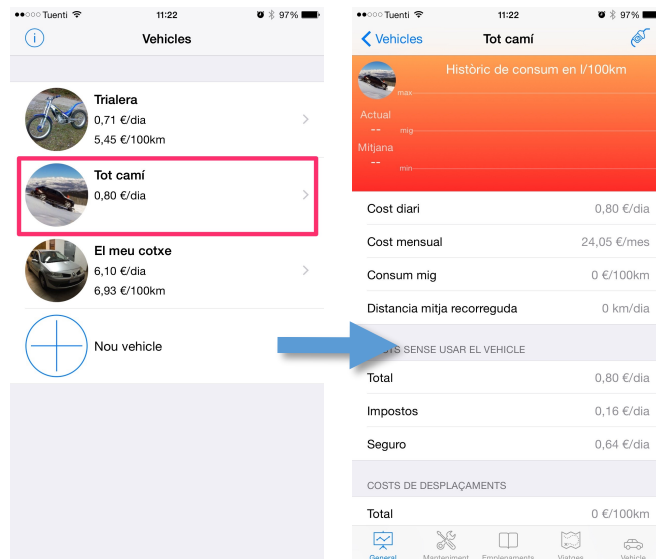 Tuenti 11:22 97%
Vehicles
Trialera
0,71 €/dia
5,45 €/100km
Tot camí
0,80 €/dia
El meu cotxe
6,10 €/dia
6,93 €/100km
Nou vehicle
Tuenti 11:22 97%
Vehicles Tot camí
Històric de consum en l/100km
max
Actual
--
mig
Mitjana
--
min
Cost diari 0,80 €/dia
Cost mensual 24,05 €/mes
Consum mig 0 €/100km
Distancia mitja recorreguda 0 km/dia
SENSE USAR EL VEHICLE
Total 0,80 €/dia
Impostos 0,16 €/dia
Seguro 0,64 €/dia
COSTS DE DESPLAÇAMENTS
Total 0 €/100km
General Manteniment Emplenaments Viatges Vehicle